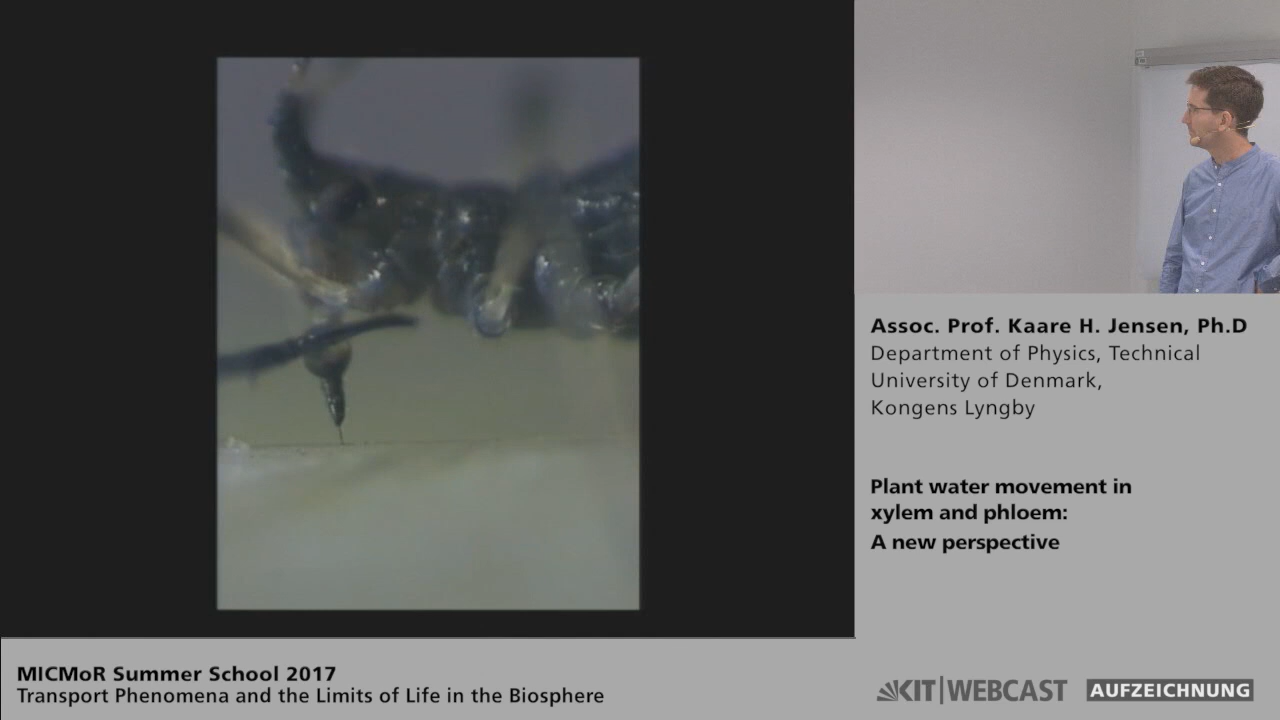 Assoc. Prof. Kaare H. Jensen, Ph.D
Department of Physics, Technical
University of Denmark,
Kongens Lyngby
Plant water movement in
xylem and phloem:
A new perspective
MICMoR Summer School 2017
Transport Phenomena and the Limits of Life in the Biosphere
KIT|WEBCAST AUFZEICHNUNG